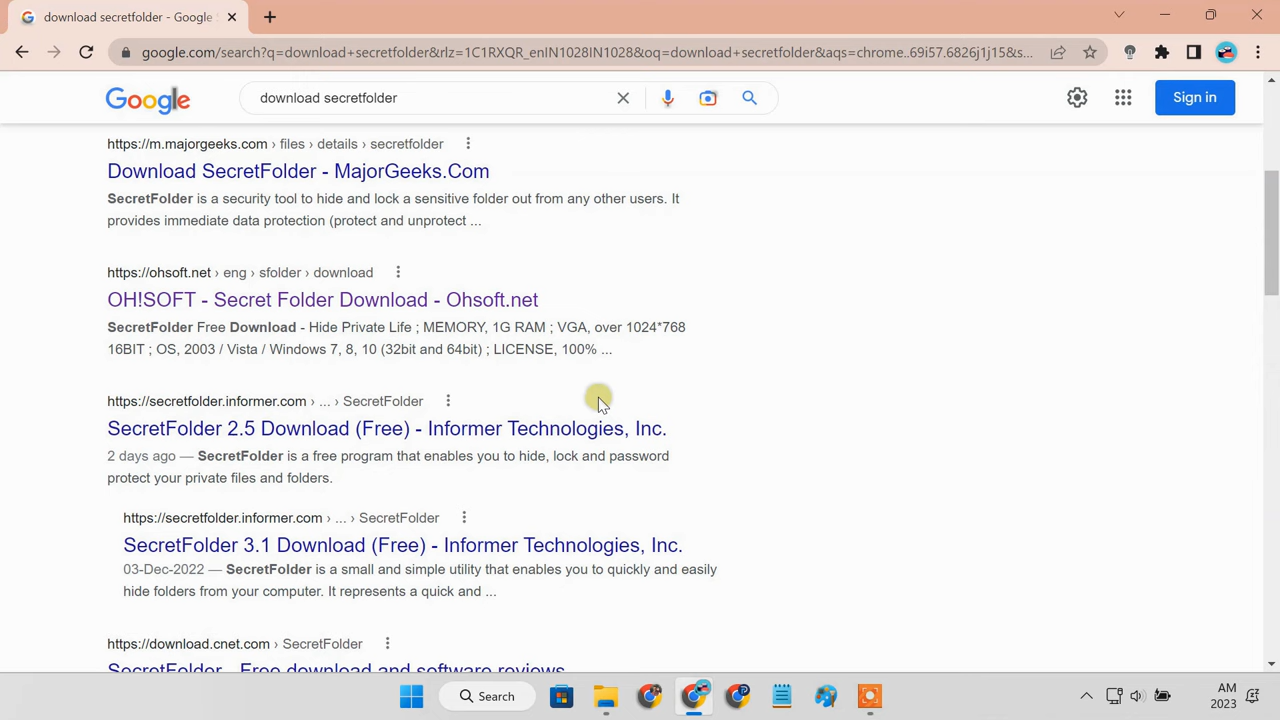 download secretfolder - Google
google.com/search?q=download+secretfolder&rlz=1C1RXQR_enIN1028IN1028&oq=download+secretfolder&aqs=chrome..69i57.6826j1j15&s...
Google
download secretfolder
Sign in
https://m.majorgeeks.com › files › details › secretfolder
Download SecretFolder - MajorGeeks.Com
SecretFolder is a security tool to hide and lock a sensitive folder out from any other users. It
provides immediate data protection (protect and unprotect ...
https://ohsoft.net › eng › sfolder › download
OH!SOFT - Secret Folder Download - Ohsoft.net
SecretFolder Free Download - Hide Private Life ; MEMORY, 1G RAM ; VGA, over 1024*768
16BIT ; OS, 2003 / Vista / Windows 7, 8, 10 (32bit and 64bit) ; LICENSE, 100% ...
https://secretfolder.informer.com › ... › SecretFolder
SecretFolder 2.5 Download (Free) - Informer Technologies, Inc.
2 days ago — SecretFolder is a free program that enables you to hide, lock and password
protect your private files and folders.
https://secretfolder.informer.com › ... › SecretFolder
SecretFolder 3.1 Download (Free) - Informer Technologies, Inc.
03-Dec-2022 — SecretFolder is a small and simple utility that enables you to quickly and easily
hide folders from your computer. It represents a quick and ...
https://download.cnet.com › SecretFolder
SecretFolder - Free download and software reviews
Search
AM
2023